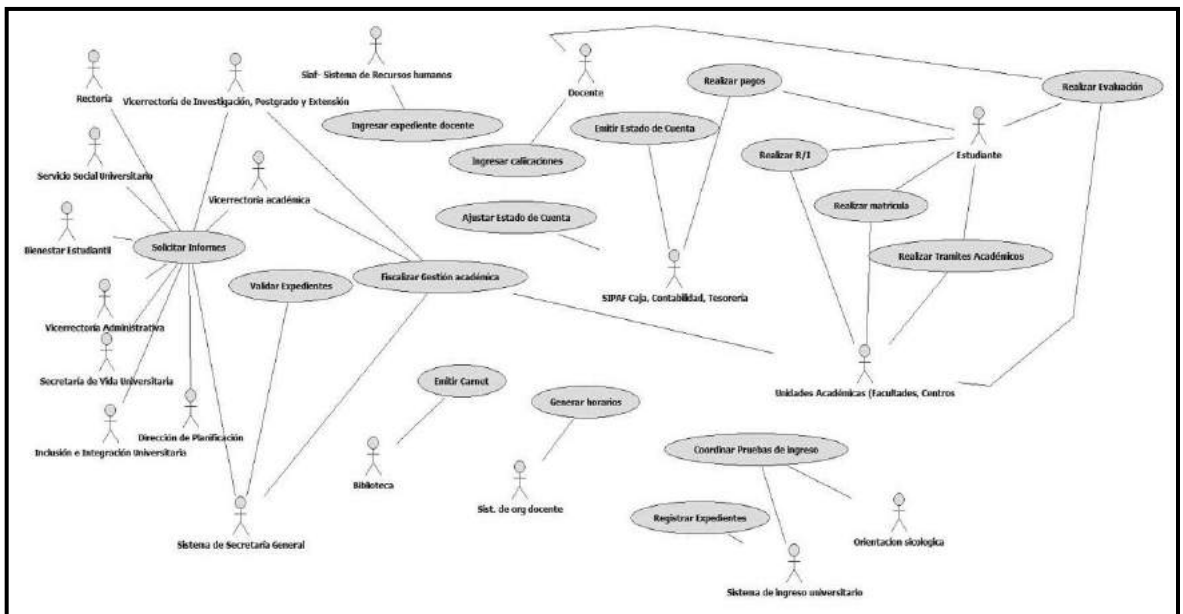 Rectoría
Vicerrectoría de Investigación, Postgrado y Extensión
Siaf- Sistema de Recursos humanos
Docente
Realizar pagos
Realizar Evaluación
Ingresar expediente docente
Emitir Estado de Cuenta
Ingresar calicaciones
Realizar R/I
Estudiante
Servicio Social Universitario
Vicerrectoría académica
Realizar matricula
Ajustar Estado de Cuenta
Bienestar Estudiantil
Solicitar Informes
Realizar Tramites Académicos
Validar Expedientes
Fiscalizar Gestión académica
SIPAF Caja, Contabilidad, Tesorería
Vicerrectoría Administrativa
Secretaría de Vida Universitaria
Emitir Carnet
Unidades Académicas (Facultades, Centros
Generar horarios
Dirección de Planificación
Inclusión e Integración Universitaria
Coordinar Pruebas de ingreso
Biblioteca
Sist. de org docente
Registrar Expedientes
Orientacion sicologica
Sistema de Secretaría General
Sistema de ingreso universitario